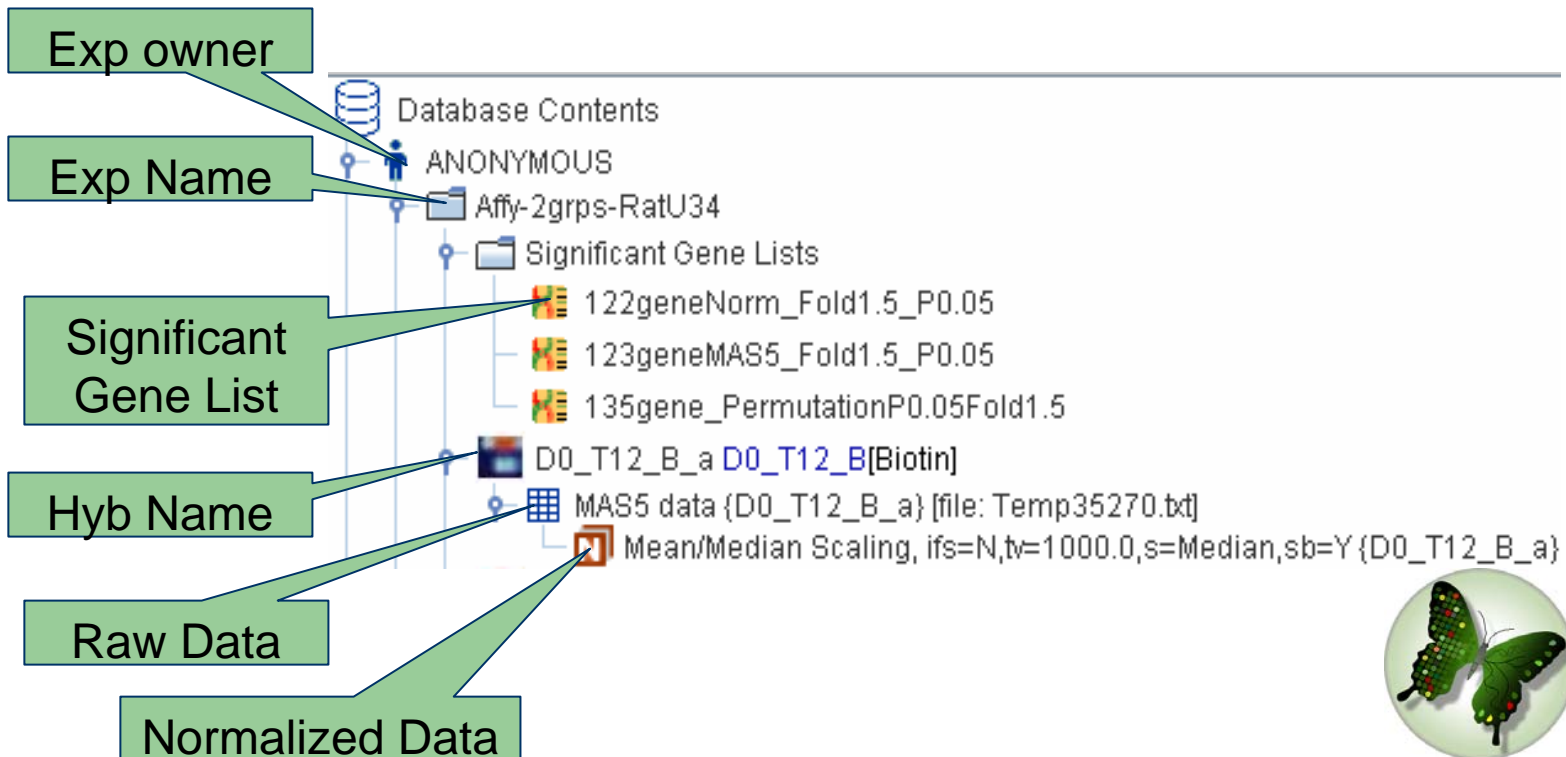 Exp owner
Database Contents
ANONYMOUS
Exp Name
Affy-2grps-RatU34
Significant Gene Lists
122geneNorm_Fold1.5_P0.05
Significant
Gene List
123geneMAS5_Fold1.5_P0.05
135gene_PermutationP0.05Fold1.5
D0_T12_B_a D0_T12_B[Biotin]
Hyb Name
MAS5 data {D0_T12_B_a} [file: Temp35270.txt]
N Mean/Median Scaling, ifs=N,tv=1000.0,s=Median,sb=Y {D0_T12_B_a}
Raw Data
Normalized Data